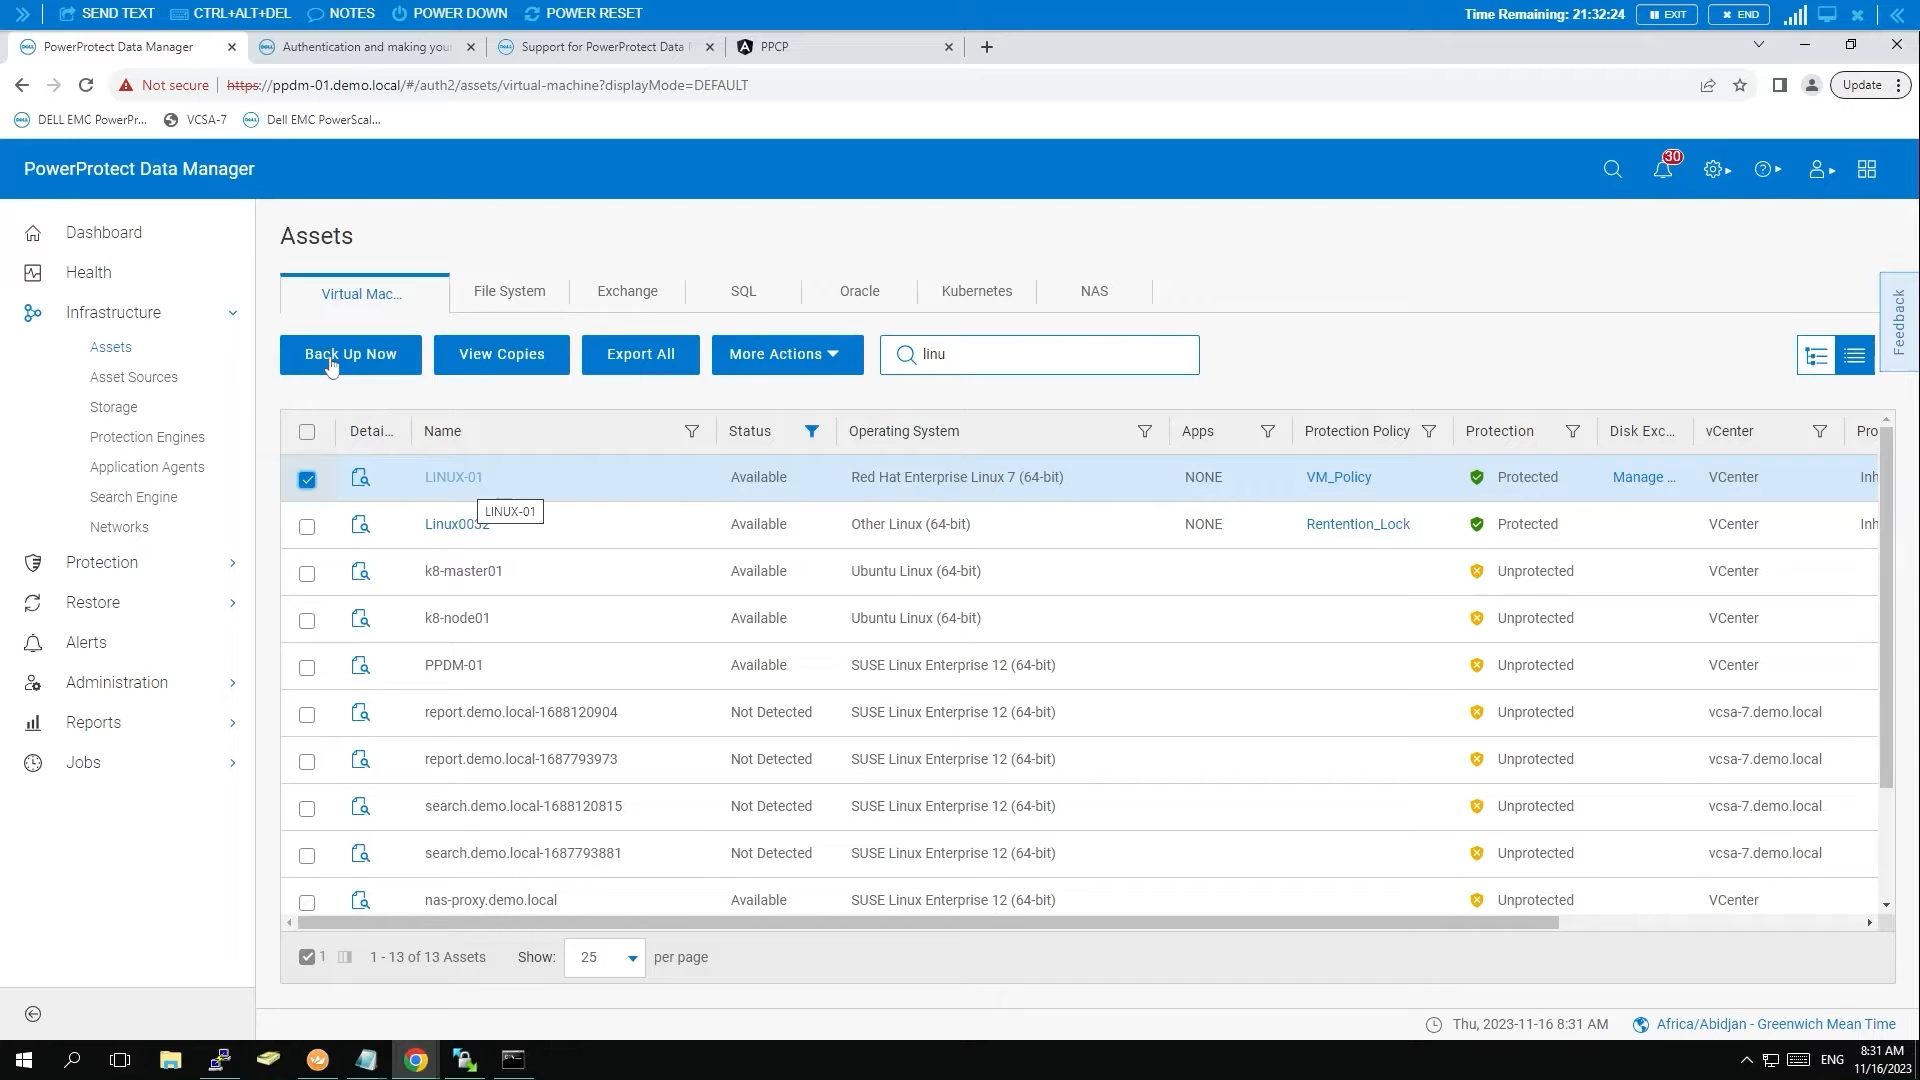 SEND TEXT CTRL+ALT+DEL NOTES POWER DOWN POWER RESET Time Remaining: 21:32:24 EXIT END
PowerProtect Data Manager Authentication and making you Support for PowerProtect Data PPCP
Not secure https://ppdm-01.demo.local/#/auth2/assets/virtual-machine?displayMode=DEFAULT Update
DELL EMC PowerPr... VCSA-7 Dell EMC PowerScal...
PowerProtect Data Manager 30
Dashboard
Health
Infrastructure
Assets
Asset Sources
Storage
Protection Engines
Application Agents
Search Engine
Networks
Protection
Restore
Alerts
Administration
Reports
Jobs
Assets
Virtual Mac... File System Exchange SQL Oracle Kubernetes NAS
Feedback
Back Up Now View Copies Export All More Actions linu
Detai... Name Status Operating System Apps Protection Policy Protection Disk Exc... vCenter Pro
LINUX-01 Available Red Hat Enterprise Linux 7 (64-bit) NONE VM_Policy Protected Manage ... VCenter Inh
LINUX-01
Linux0032 Available Other Linux (64-bit) NONE Rentention_Lock Protected VCenter Inh
k8-master01 Available Ubuntu Linux (64-bit) Unprotected VCenter
k8-node01 Available Ubuntu Linux (64-bit) Unprotected VCenter
PPDM-01 Available SUSE Linux Enterprise 12 (64-bit) Unprotected VCenter
report.demo.local-1688120904 Not Detected SUSE Linux Enterprise 12 (64-bit) Unprotected vcsa-7.demo.local
report.demo.local-1687793973 Not Detected SUSE Linux Enterprise 12 (64-bit) Unprotected vcsa-7.demo.local
search.demo.local-1688120815 Not Detected SUSE Linux Enterprise 12 (64-bit) Unprotected vcsa-7.demo.local
search.demo.local-1687793881 Not Detected SUSE Linux Enterprise 12 (64-bit) Unprotected vcsa-7.demo.local
nas-proxy.demo.local Available SUSE Linux Enterprise 12 (64-bit) Unprotected VCenter
1 1 - 13 of 13 Assets Show: 25 per page
Thu, 2023-11-16 8:31 AM Africa/Abidjan - Greenwich Mean Time
ENG 8:31 AM
11/16/2023